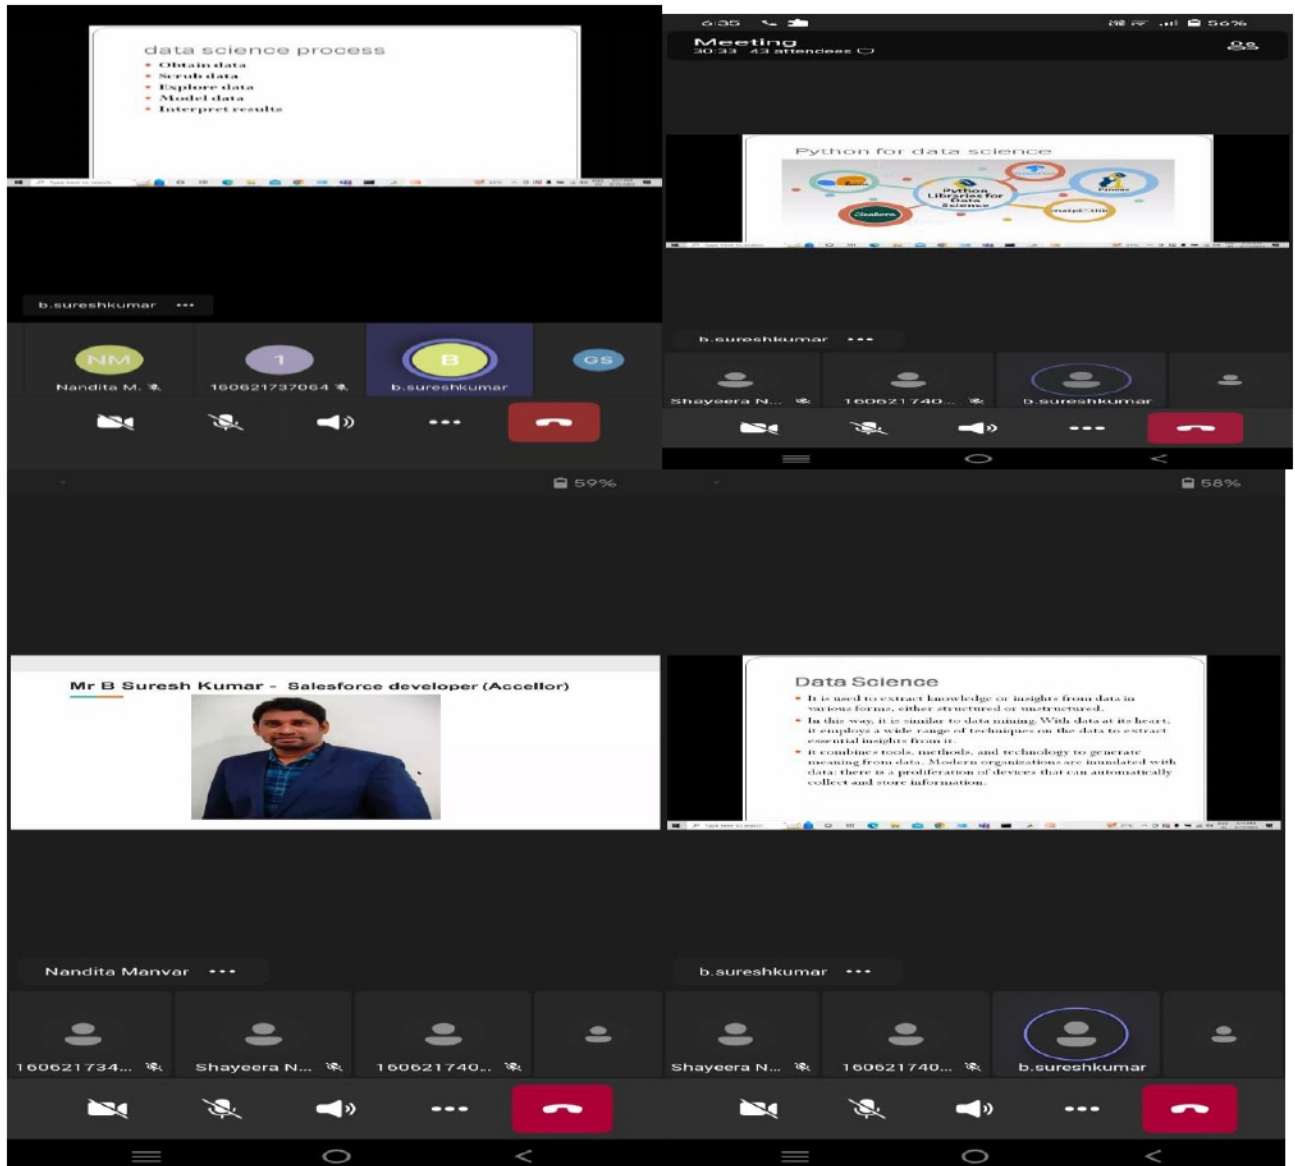 data science process
• Obtain data
• Scrub data
• Explore data
• Model data
• Interpret results
b.sureshkumar •••
NM
1
B
GS
Nandita M.
160621737064
b.sureshkumar
6:35
56%
Meeting
30:33 43 attendees
Python for data science
Python
Libraries for
Data
Science
Pandas
b.sureshkumar •••
Shayeera N...
160621740...
b.sureshkumar
59%
Mr B Suresh Kumar - Salesforce developer (Accellor)
Nandita Manvar •••
160621734...
Shayeera N...
160621740...
58%
Data Science
• It is used to extract knowledge or insights from data in
various forms, either structured or unstructured.
• In this way, it is similar to data mining. With data at its heart,
it employs a wide range of techniques on the data to extract
essential insights from it.
• it combines tools, methods, and technology to generate
meaning from data. Modern organizations are inundated with
data; there is a proliferation of devices that can automatically
collect and store information.
b.sureshkumar •••
Shayeera N...
160621740...
b.sureshkumar